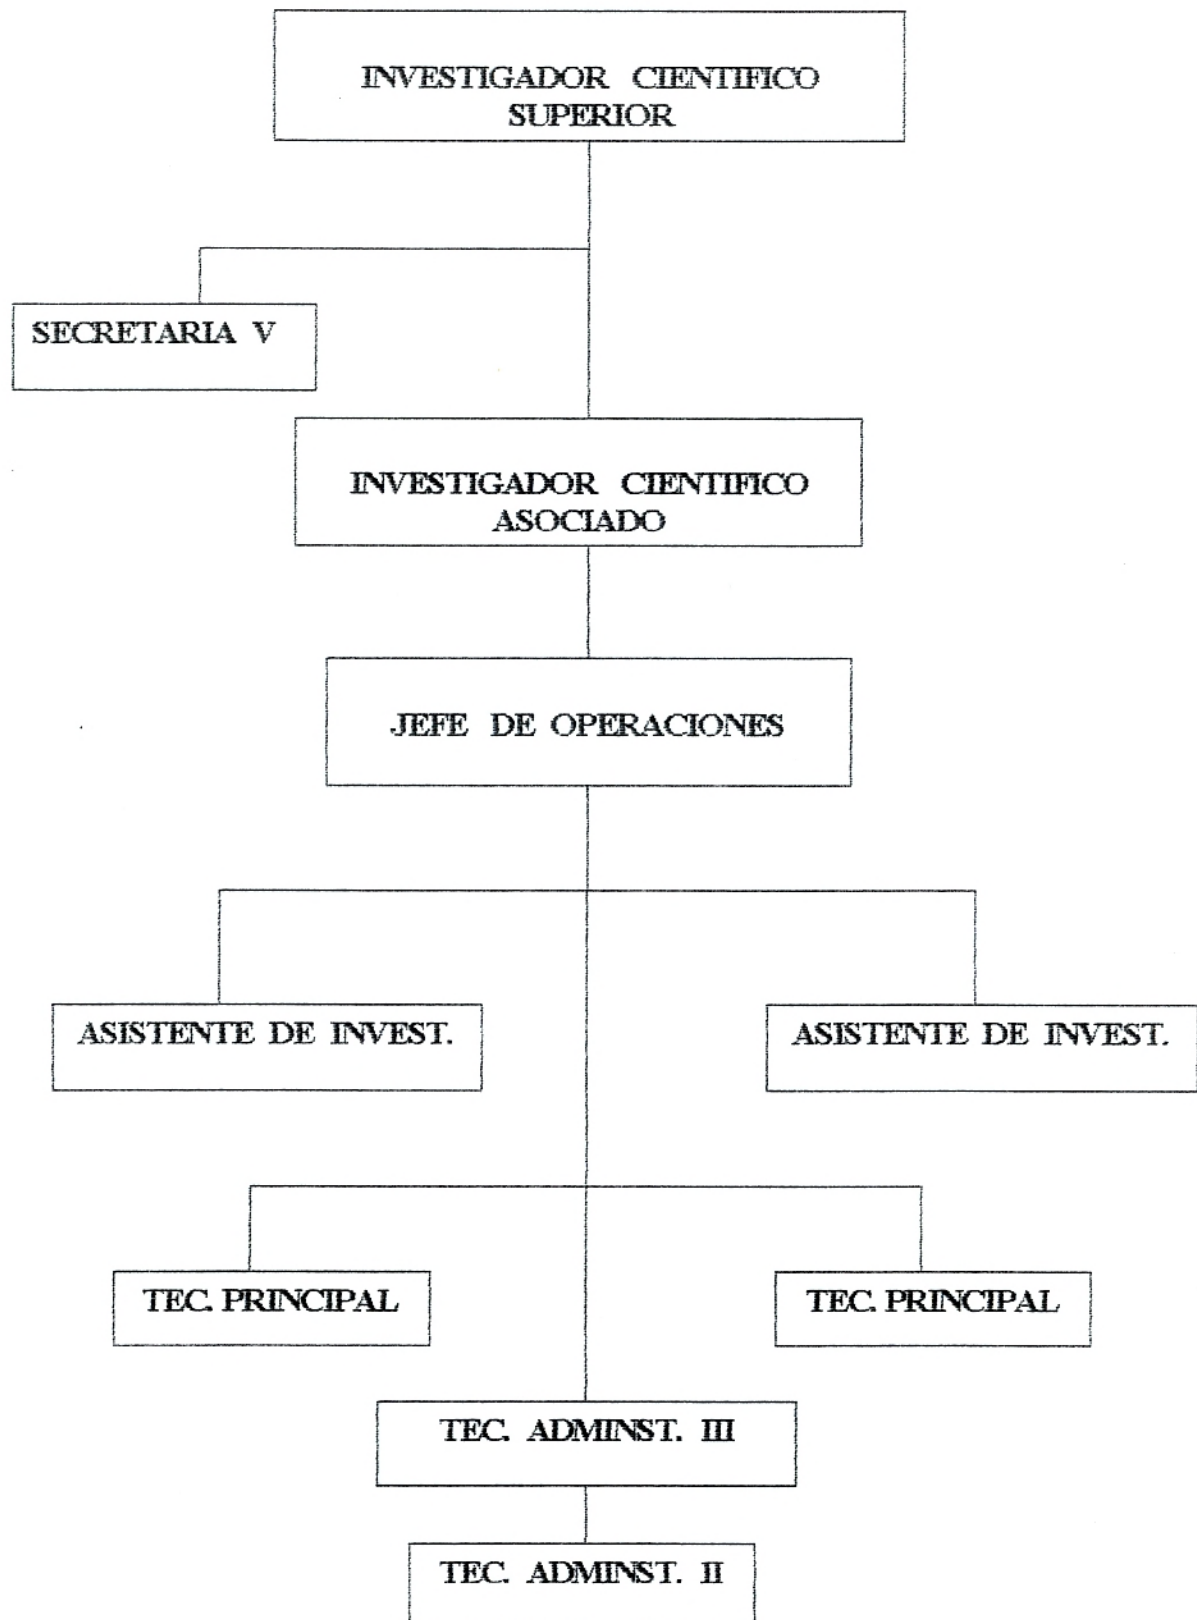 INVESTIGADOR CIENTIFICO
SUPERIOR
SECRETARIA V
INVESTIGADOR CIENTIFICO
ASOCIADO
JEFE DE OPERACIONES
ASISTENTE DE INVEST.
ASISTENTE DE INVEST.
TEC. PRINCIPAL
TEC. PRINCIPAL
TEC. ADMINST. III
TEC. ADMINST. II